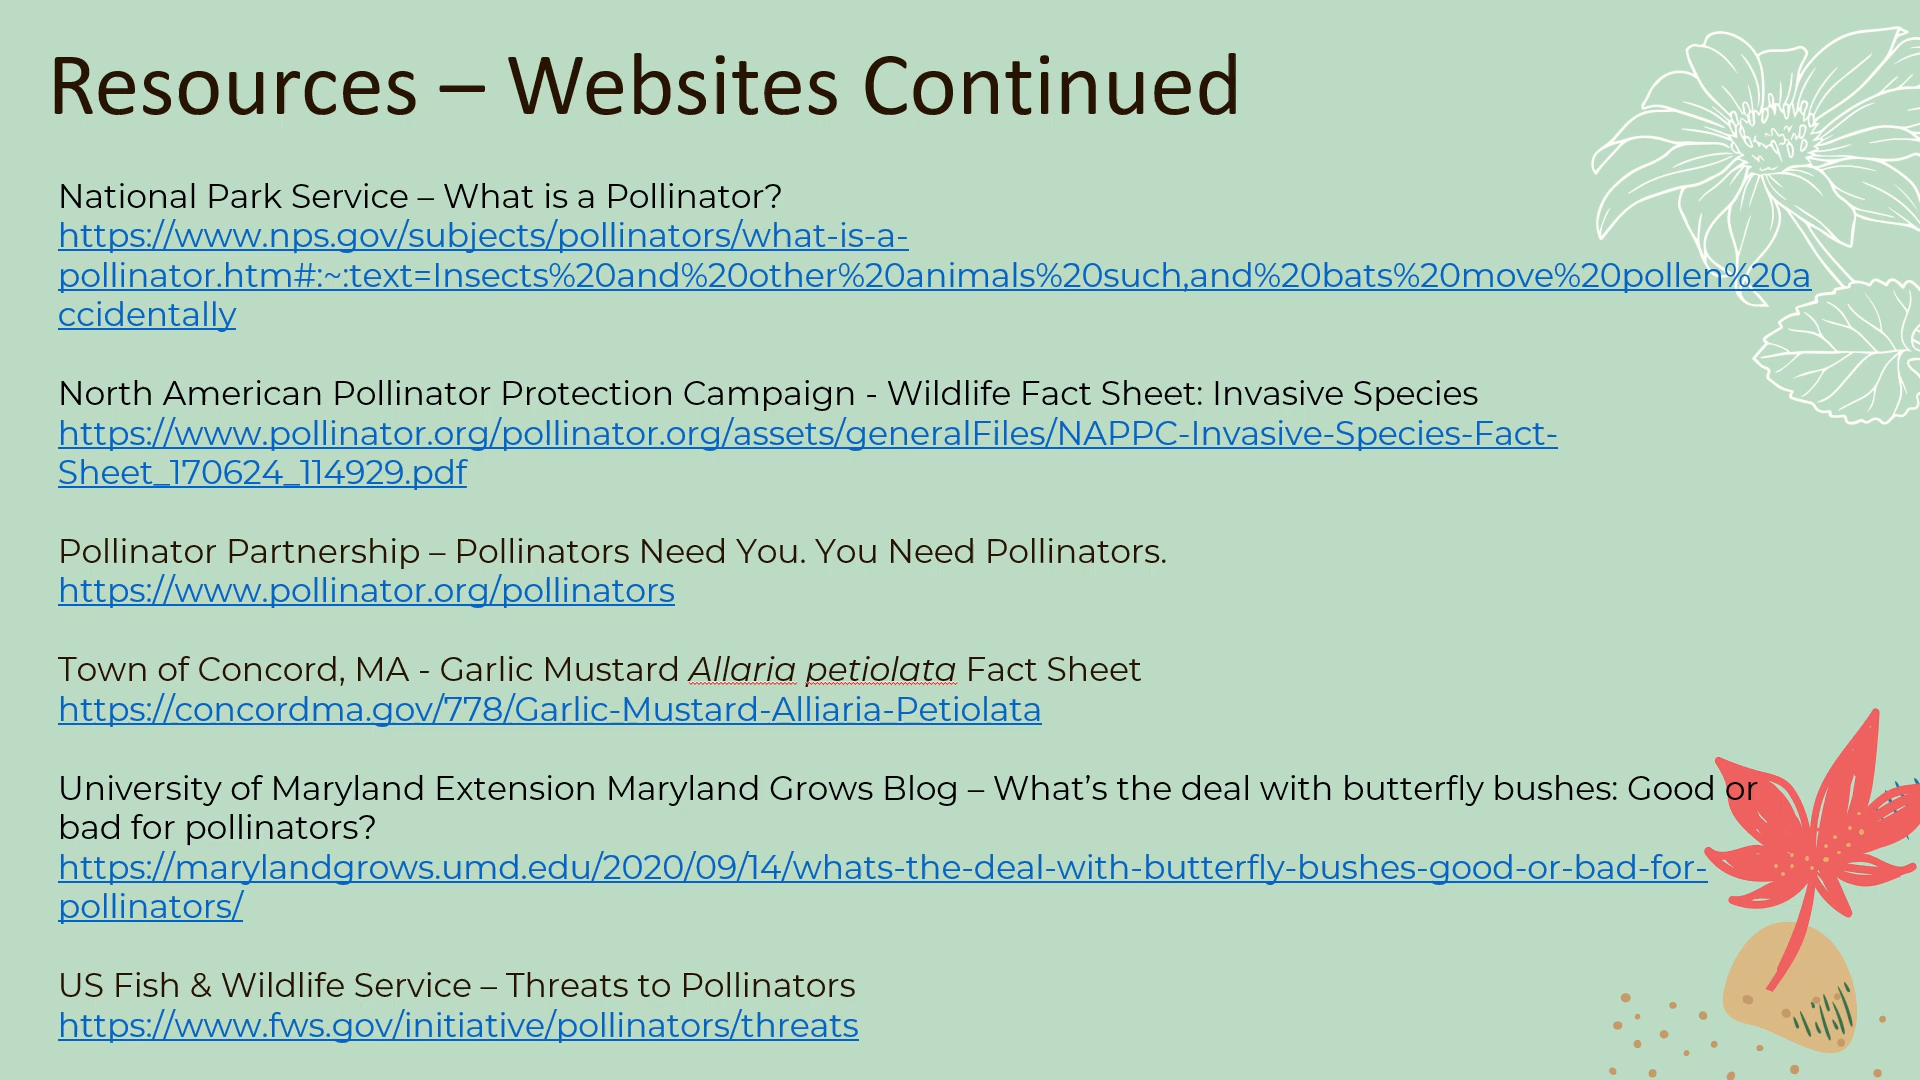 Resources – Websites Continued
National Park Service – What is a Pollinator?
https://www.nps.gov/subjects/pollinators/what-is-a-
pollinator.htm#:~:text=Insects%20and%20other%20animals%20such,and%20bats%20move%20pollen%20a
ccidentally
North American Pollinator Protection Campaign - Wildlife Fact Sheet: Invasive Species
https://www.pollinator.org/pollinator.org/assets/generalFiles/NAPPC-Invasive-Species-Fact-
Sheet_170624_114929.pdf
Pollinator Partnership – Pollinators Need You. You Need Pollinators.
https://www.pollinator.org/pollinators
Town of Concord, MA - Garlic Mustard Allaria petiolata Fact Sheet
https://concordma.gov/778/Garlic-Mustard-Alliaria-Petiolata
University of Maryland Extension Maryland Grows Blog – What’s the deal with butterfly bushes: Good or
bad for pollinators?
https://marylandgrows.umd.edu/2020/09/14/whats-the-deal-with-butterfly-bushes-good-or-bad-for-
pollinators/
US Fish & Wildlife Service – Threats to Pollinators
https://www.fws.gov/initiative/pollinators/threats